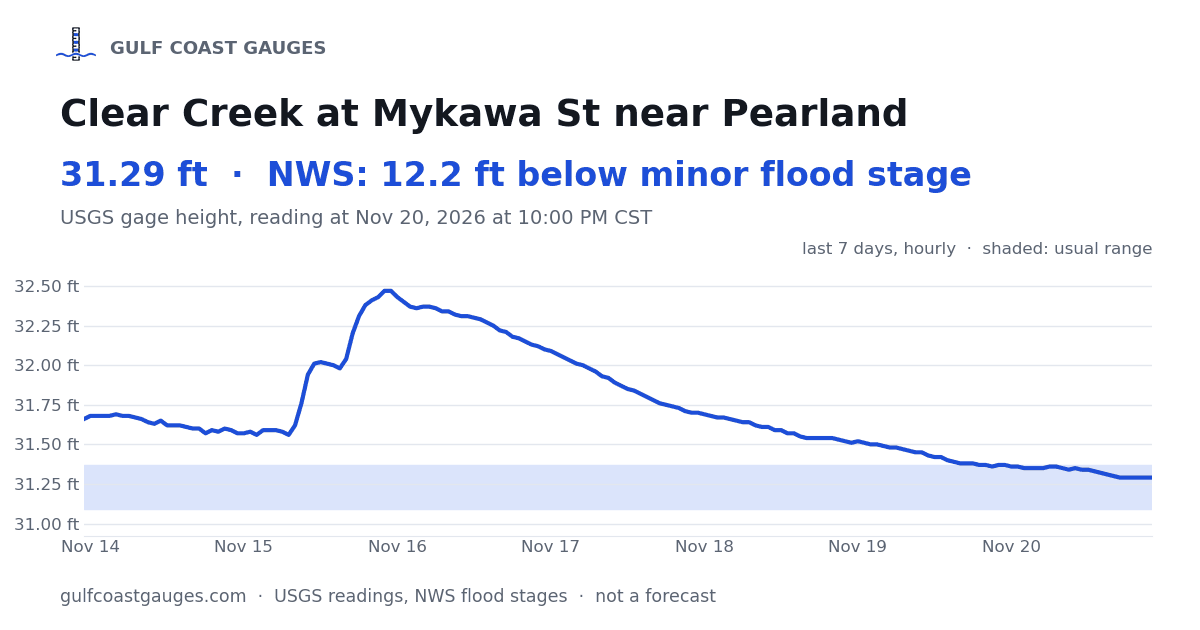 GULF COAST GAUGES
Clear Creek at Mykawa St near Pearland
31.29 ft · NWS: 12.2 ft below minor flood stage
USGS gage height, reading at Nov 20, 2026 at 10:00 PM CST
last 7 days, hourly · shaded: usual range
32.50 ft
32.25 ft
32.00 ft
31.75 ft
31.50 ft
31.25 ft
31.00 ft
Nov 14 Nov 15 Nov 16 Nov 17 Nov 18 Nov 19 Nov 20
gulfcoastgauges.com · USGS readings, NWS flood stages · not a forecast